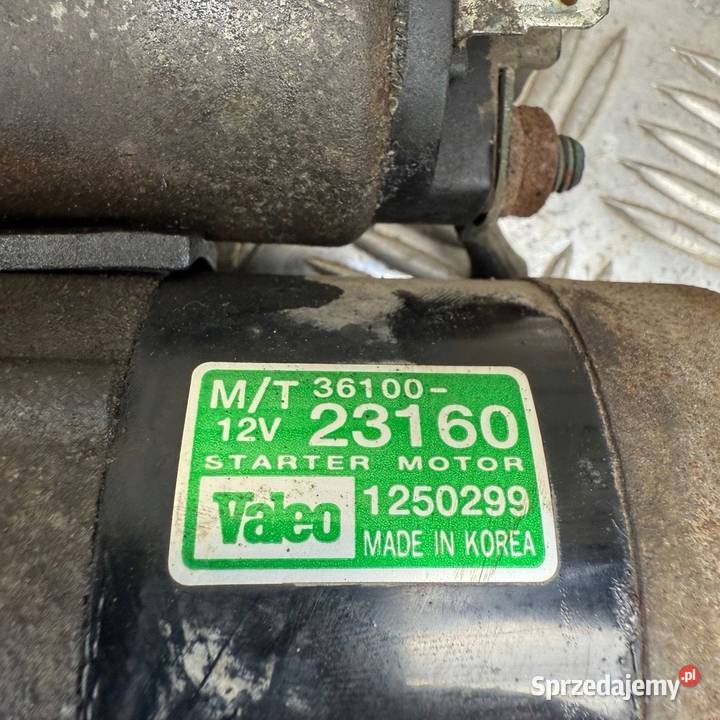 M/T 36100-
12V 23160
STARTER MOTOR
Valeo 1250299
MADE IN KOREA
Sprzedajemy.pl